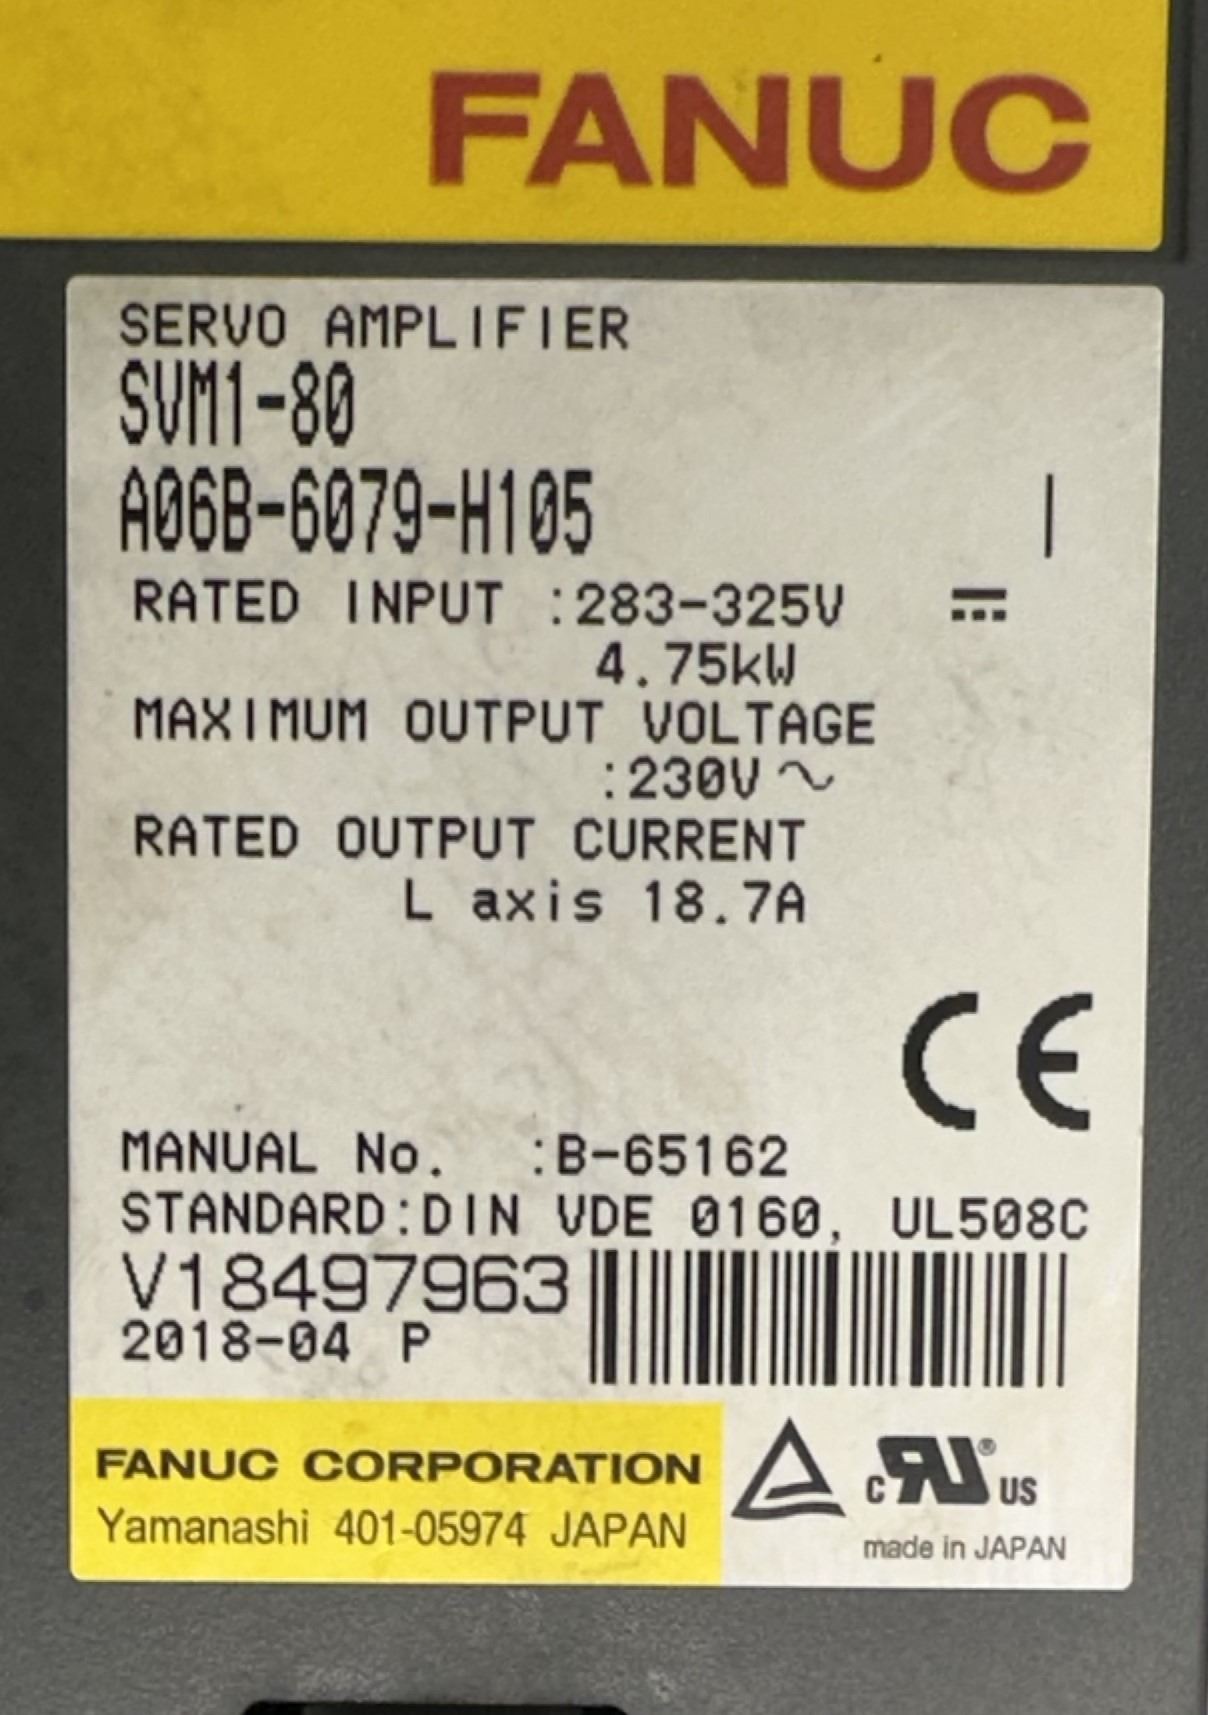 FANUC
SERVO AMPLIFIER
SVM1-80
A06B-6079-H105 |
RATED INPUT :283-325V ⎓
4.75kW
MAXIMUM OUTPUT VOLTAGE
:230V ~
RATED OUTPUT CURRENT
L axis 18.7A
CE
MANUAL No. :B-65162
STANDARD:DIN VDE 0160, UL508C
V18497963
2018-04 P
FANUC CORPORATION
Yamanashi 401-05974 JAPAN
c RU ® US
made in JAPAN